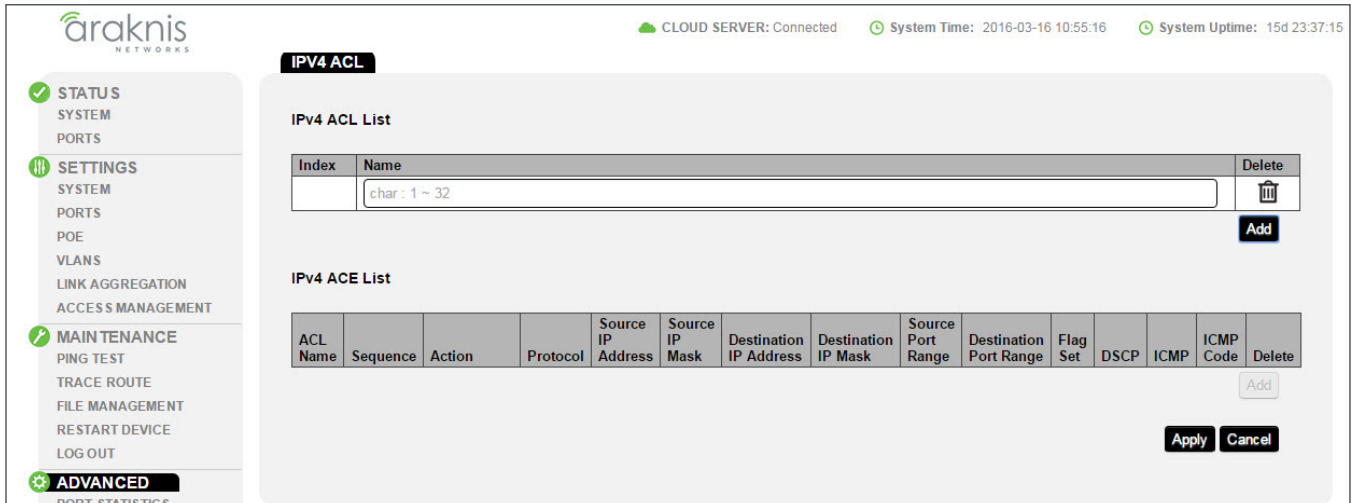 araknis
NETWORKS
CLOUD SERVER: Connected
System Time: 2016-03-16 10:55:16
System Uptime: 15d 23:37:15
IPV4 ACL
STATUS
SYSTEM
PORTS
SETTINGS
SYSTEM
PORTS
POE
VLANS
LINK AGGREGATION
ACCESS MANAGEMENT
MAINTENANCE
PING TEST
TRACE ROUTE
FILE MANAGEMENT
RESTART DEVICE
LOG OUT
ADVANCED
PORT STATISTICS
IPv4 ACL List
Index Name Delete
char : 1 ~ 32
Add
IPv4 ACE List
ACL Name Sequence Action Protocol Source IP Address Source IP Mask Destination IP Address Destination IP Mask Source Port Range Destination Port Range Flag Set DSCP ICMP ICMP Code Delete
Add
Apply Cancel